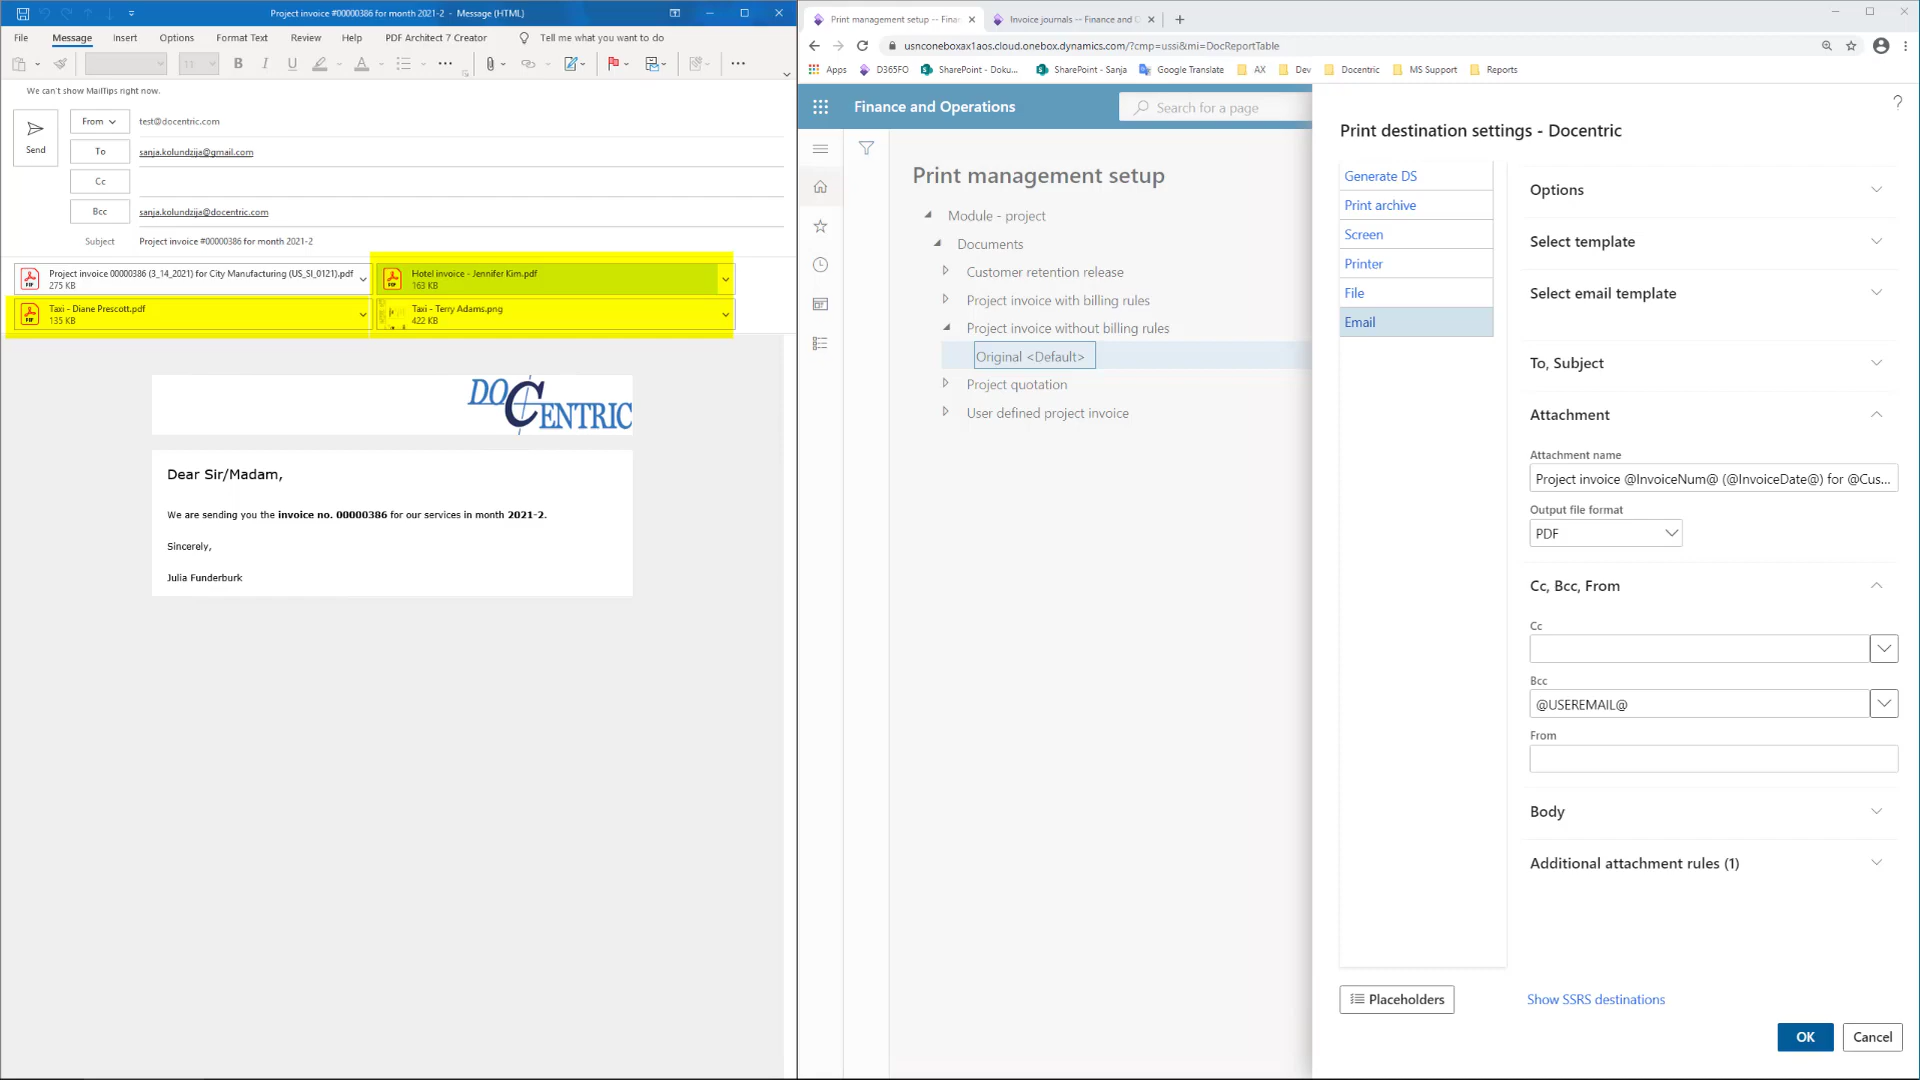 Project invoice #00000386 for month 2021-2 - Message (HTML)
File Message Insert Options Format Text Review Help PDF Architect 7 Creator Tell me what you want to do
11 B I U A
We can't show MailTips right now.
Send
From test@docentric.com
To sanja.kolundzija@gmail.com
Cc
Bcc sanja.kolundzija@docentric.com
Subject Project invoice #00000386 for month 2021-2
Project invoice 00000386 (3_14_2021) for City Manufacturing (US_SI_0121).pdf
275 KB
Hotel invoice - Jennifer Kim.pdf
163 KB
Taxi - Diane Prescott.pdf
135 KB
Taxi - Terry Adams.png
422 KB
DOCENTRIC
Dear Sir/Madam,
We are sending you the invoice no. 00000386 for our services in month 2021-2.
Sincerely,
Julia Funderburk
Print management setup -- Finan
Invoice journals -- Finance and O
usnconeboxax1aos.cloud.onebox.dynamics.com/?cmp=ussi&mi=DocReportTable
Apps D365FO SharePoint - Doku... SharePoint - Sanja Google Translate AX Dev Docentric MS Support Reports
Finance and Operations
Search for a page
Print management setup
Module - project
Documents
Customer retention release
Project invoice with billing rules
Project invoice without billing rules
Original <Default>
Project quotation
User defined project invoice
?
Print destination settings - Docentric
Generate DS
Print archive
Screen
Printer
File
Email
Options
Select template
Select email template
To, Subject
Attachment
Attachment name
Project invoice @InvoiceNum@ (@InvoiceDate@) for @Cus...
Output file format
PDF
Cc, Bcc, From
Cc
Bcc
@USEREMAIL@
From
Body
Additional attachment rules (1)
Placeholders
Show SSRS destinations
OK
Cancel